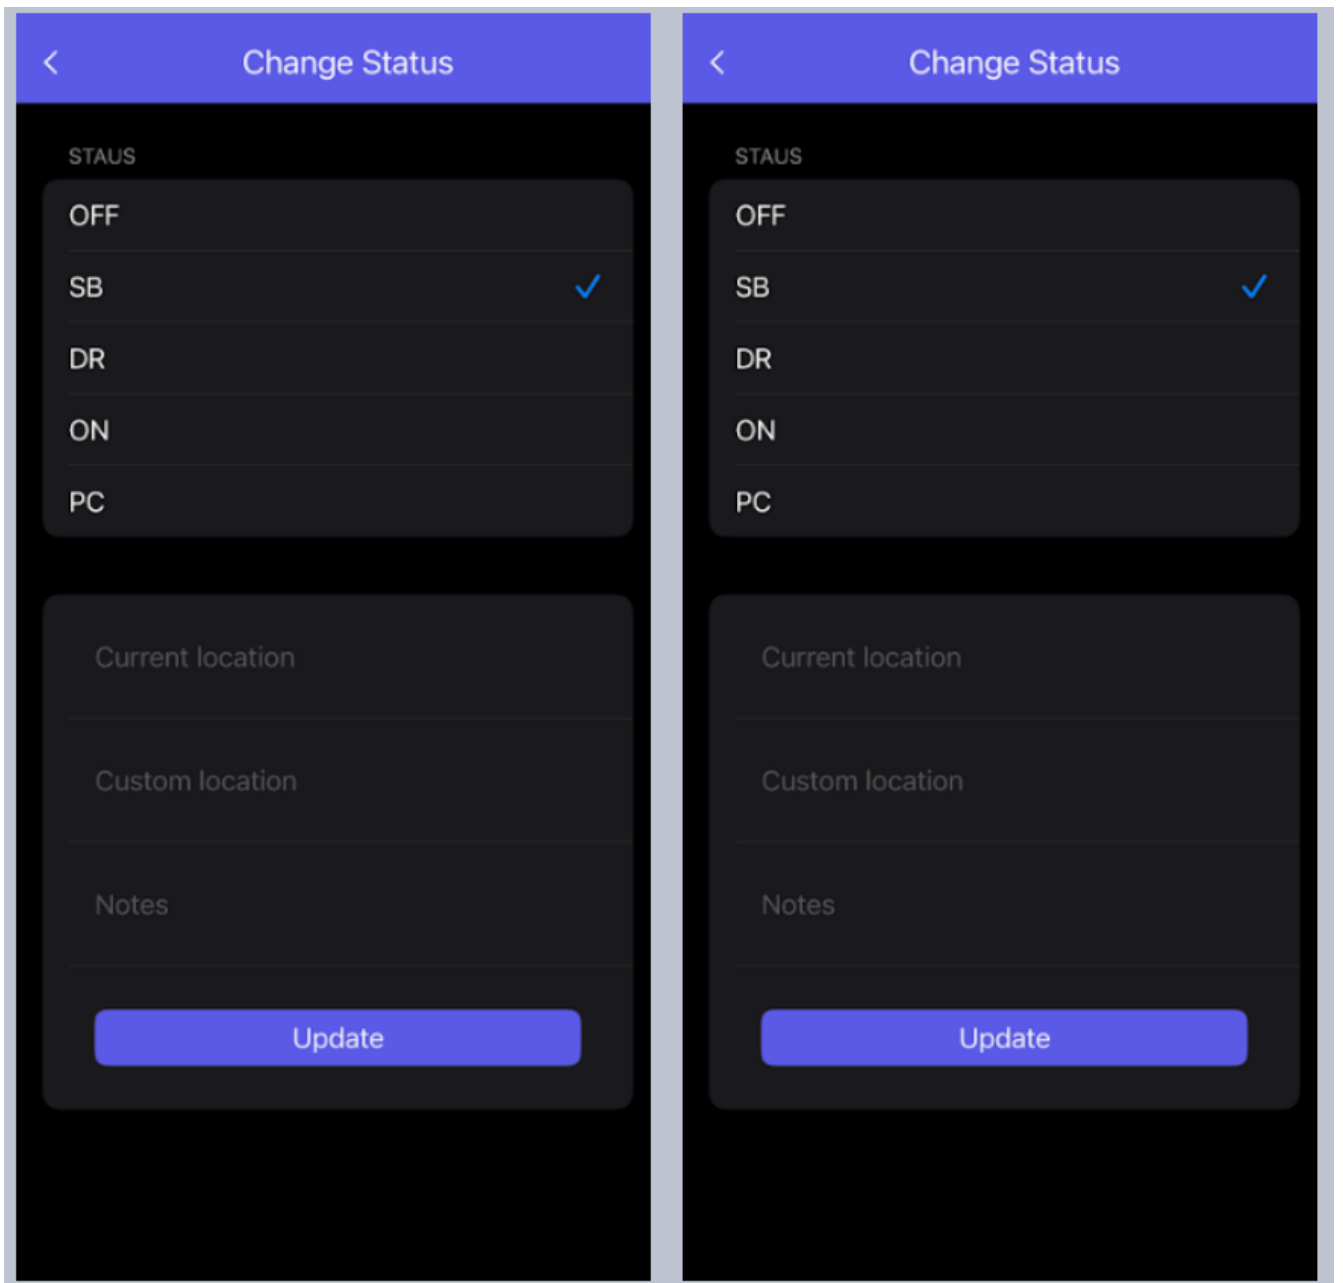 Change Status
STAUS
OFF
SB
DR
ON
PC
Current location
Custom location
Notes
Update
Change Status
STAUS
OFF
SB
DR
ON
PC
Current location
Custom location
Notes
Update